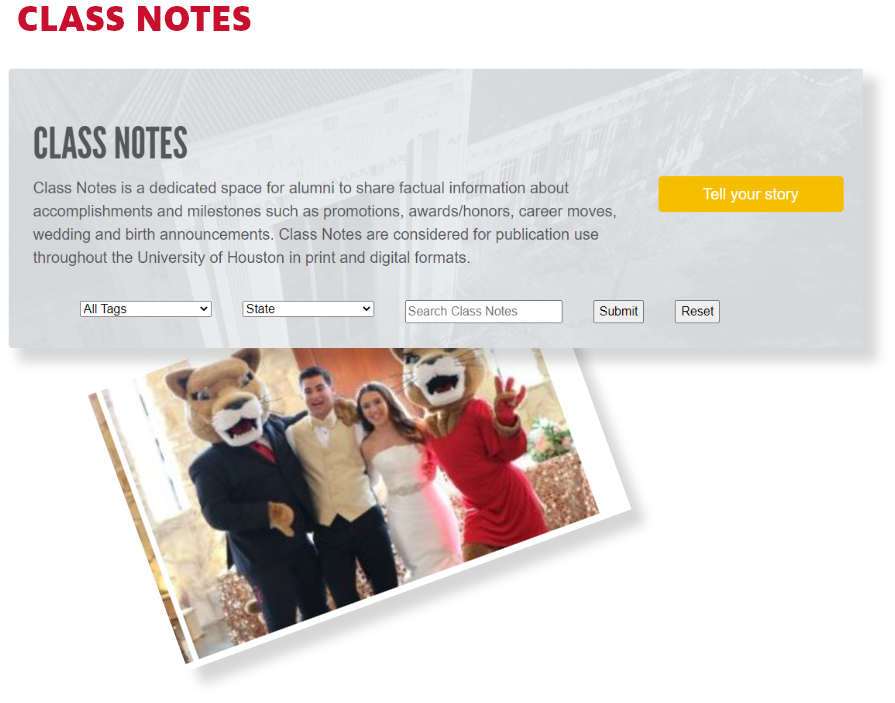 CLASS NOTES
CLASS NOTES
Class Notes is a dedicated space for alumni to share factual information about
accomplishments and milestones such as promotions, awards/honors, career moves,
wedding and birth announcements. Class Notes are considered for publication use
throughout the University of Houston in print and digital formats.
Tell your story
All Tags
State
Search Class Notes
Submit
Reset